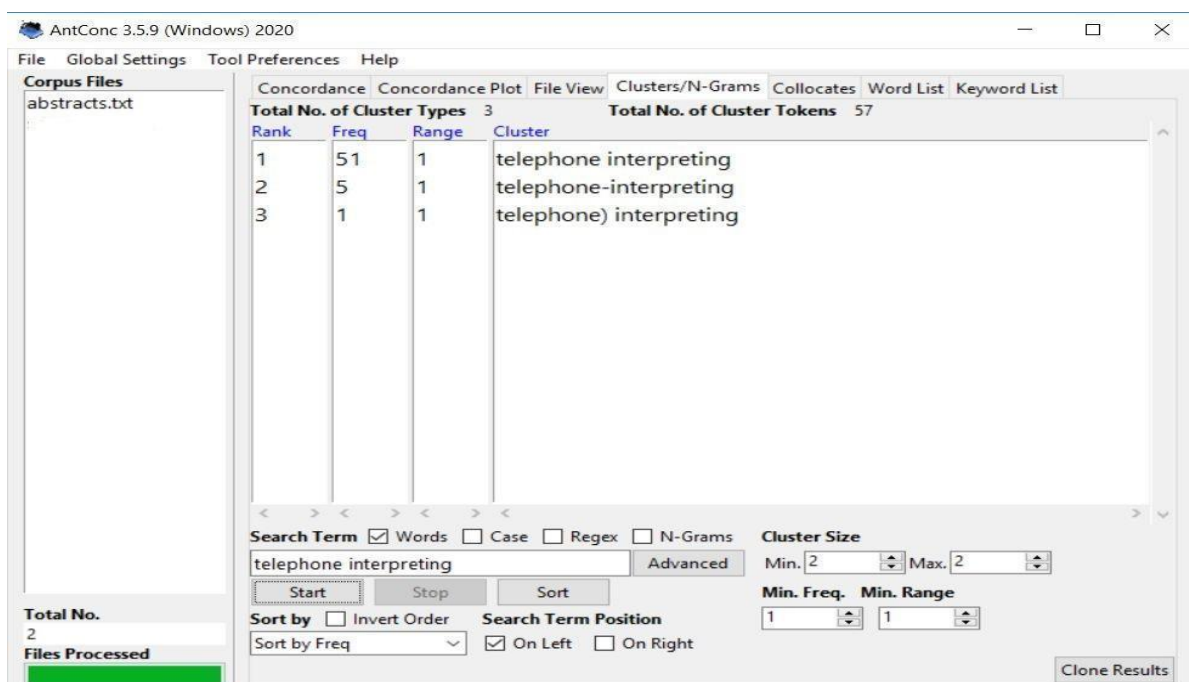 AntConc 3.5.9 (Windows) 2020
File Global Settings Tool Preferences Help
Corpus Files
abstracts.txt
Concordance Concordance Plot File View Clusters/N-Grams Collocates Word List Keyword List
Total No. of Cluster Types 3 Total No. of Cluster Tokens 57
Rank Freq Range Cluster
1 51 1 telephone interpreting
2 5 1 telephone-interpreting
3 1 1 telephone) interpreting
Search Term Words Case Regex N-Grams Cluster Size
telephone interpreting Advanced Min. 2 Max. 2
Start Stop Sort Min. Freq. Min. Range
Total No.
2
Files Processed
Sort by Invert Order Search Term Position 1 1
Sort by Freq On Left On Right
Clone Results